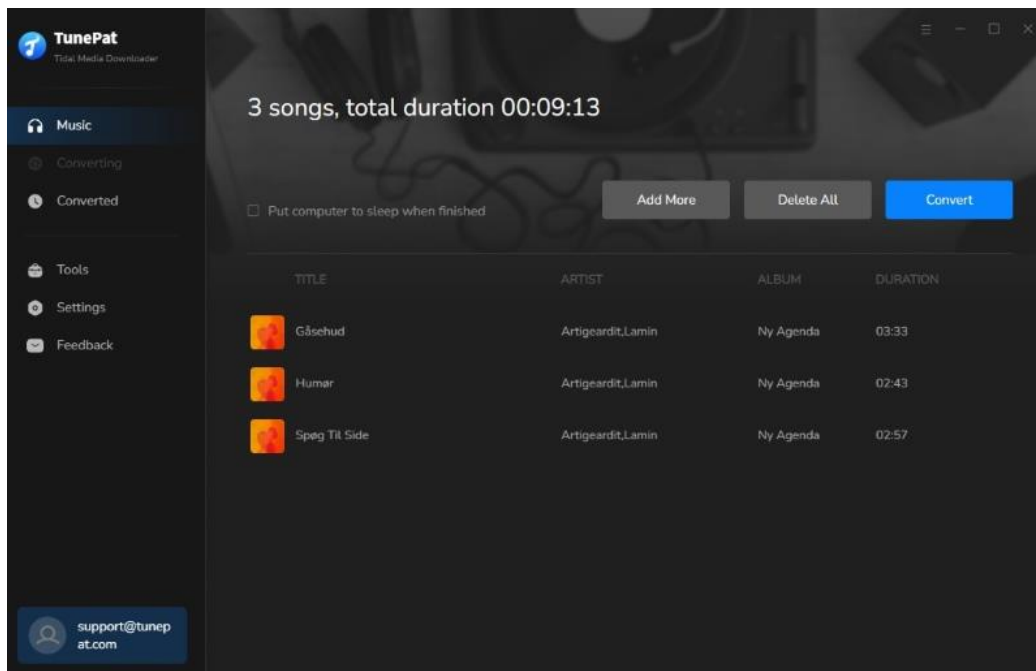 TunePat
Tidal Media Downloader
Music
Converting
Converted
Tools
Settings
Feedback
support@tunep
at.com
3 songs, total duration 00:09:13
Put computer to sleep when finished
Add More
Delete All
Convert
TITLE ARTIST ALBUM DURATION
Gåsehud Artigeardit,Lamin Ny Agenda 03:33
Humør Artigeardit,Lamin Ny Agenda 02:43
Spøg Til Side Artigeardit,Lamin Ny Agenda 02:57